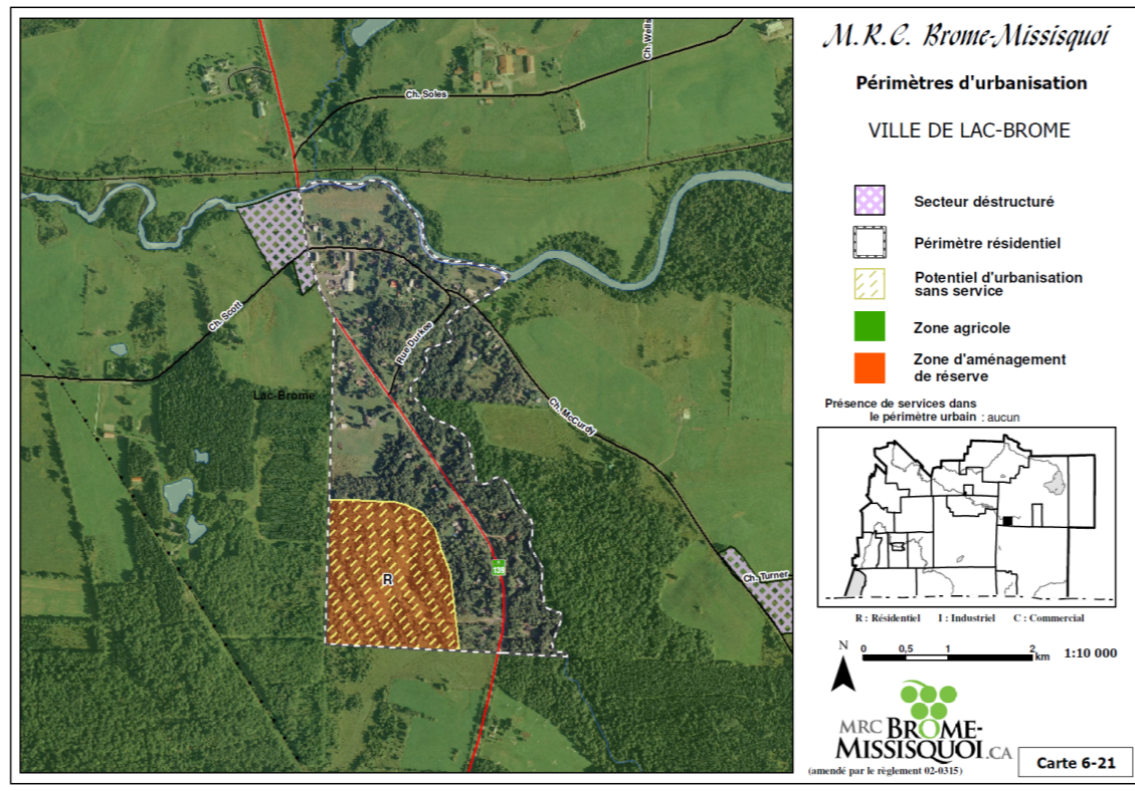 M.R.C. Brome-Missisquoi
Périmètres d'urbanisation
VILLE DE LAC-BROME
Secteur déstructuré
Périmètre résidentiel
Potentiel d'urbanisation
sans service
Zone agricole
Zone d'aménagement
de réserve
Présence de services dans
le périmètre urbain : aucun
R : Résidentiel I : Industriel C : Commercial
N
0 0,5 1 2 km 1:10 000
MRC BROME-
MISSISQUOI.CA
(amendé par le règlement 02-0315)
Carte 6-21
Ch. Wells
Ch. Soles
Ch. Scott
Rue Durkee
Lac-Brome
Ch. McCurdy
R
139
Ch. Turner